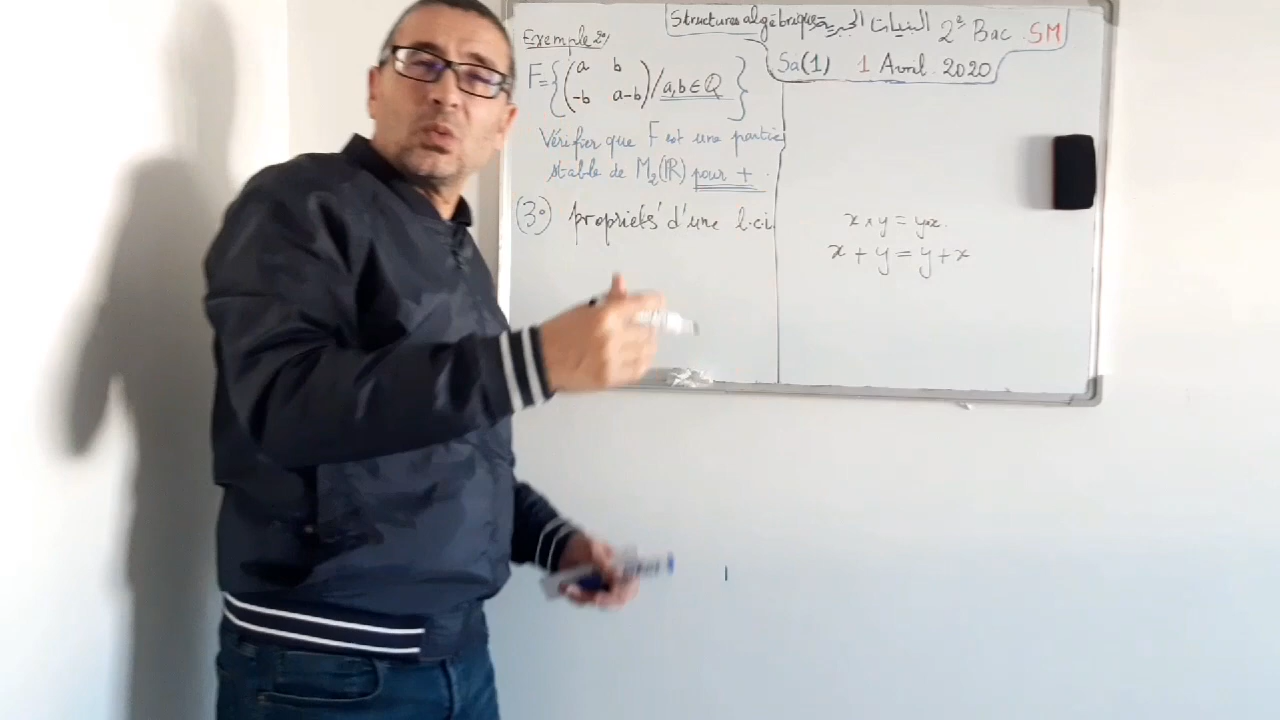 Structures algébriques البنيات الجبرية 2è Bac SM
Sa(1) 1 Avril 2020
Exemple 2°/
F={(a b
-b a-b)/a,b∈Q}
Vérifier que F est une partie
stable de M₂(ℝ) pour +.
3°) propriétés d'une l.c.i.
x × y = y × x.
x + y = y + x